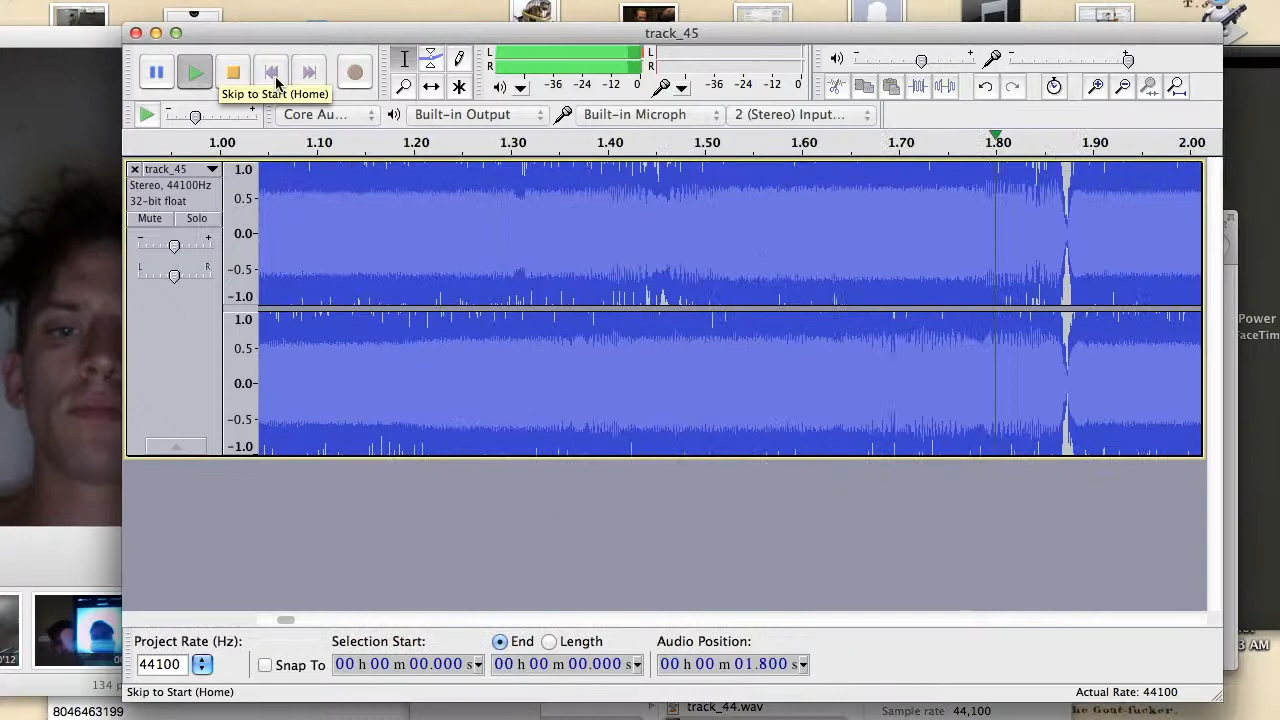 track_45
L
R
L
R
-36 -24 -12 0
-36 -24 -12 0
Skip to Start (Home)
Core Au...
Built-in Output
Built-in Microph
2 (Stereo) Input...
1.00 1.10 1.20 1.30 1.40 1.50 1.60 1.70 1.80 1.90 2.00
track_45
Stereo, 44100Hz
32-bit float
Mute Solo
- +
L R
1.0
0.5
0.0
-0.5
-1.0
1.0
0.5
0.0
-0.5
-1.0
Power
FaceTim
Project Rate (Hz):
Selection Start:
End
Length
Audio Position:
44100
Snap To
00 h 00 m 00.000 s
00 h 00 m 00.000 s
00 h 00 m 01.800 s
3 AM
134 p
Skip to Start (Home)
Actual Rate: 44100
8046463199
track_44.wav
Sample rate 44,100
he Goat-fucker.